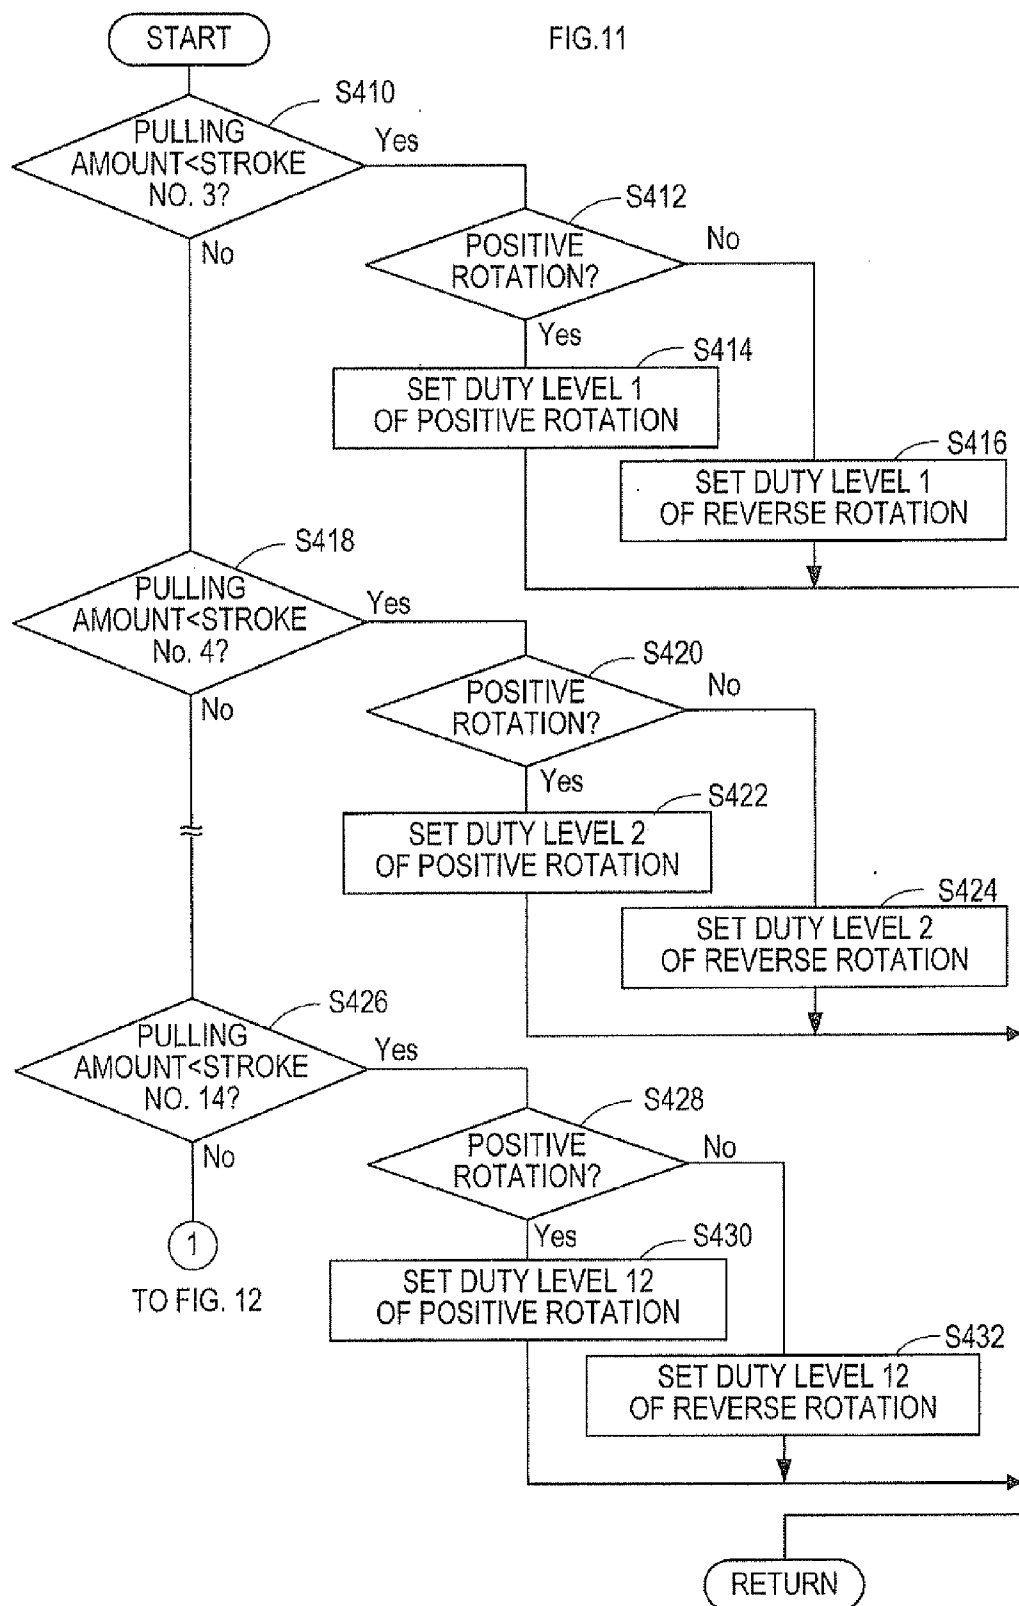 START
FIG.11
S410
PULLING
AMOUNT<STROKE
NO. 3?
Yes
No
S412
POSITIVE
ROTATION?
No
Yes
S414
SET DUTY LEVEL 1
OF POSITIVE ROTATION
S416
SET DUTY LEVEL 1
OF REVERSE ROTATION
S418
PULLING
AMOUNT<STROKE
No. 4?
Yes
No
S420
POSITIVE
ROTATION?
No
Yes
S422
SET DUTY LEVEL 2
OF POSITIVE ROTATION
S424
SET DUTY LEVEL 2
OF REVERSE ROTATION
S426
PULLING
AMOUNT<STROKE
NO. 14?
Yes
No
1
TO FIG. 12
S428
POSITIVE
ROTATION?
No
Yes
S430
SET DUTY LEVEL 12
OF POSITIVE ROTATION
S432
SET DUTY LEVEL 12
OF REVERSE ROTATION
RETURN